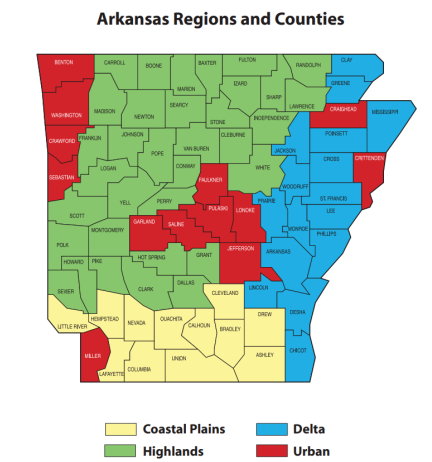 Arkansas Regions and Counties
BENTON CARROLL BOONE BAXTER FULTON RANDOLPH CLAY
MARION IZARD SHARP GREENE
WASHINGTON MADISON NEWTON SEARCY STONE INDEPENDENCE LAWRENCE CRAIGHEAD MISSISSIPPI
CRAWFORD FRANKLIN JOHNSON POPE VAN BUREN CLEBURNE JACKSON POINSETT
SEBASTIAN LOGAN CONWAY FAULKNER WHITE WOODRUFF CROSS CRITTENDEN
SCOTT YELL PERRY PULASKI LONOKE PRAIRIE ST. FRANCIS
POLK MONTGOMERY GARLAND SALINE MONROE LEE
HOWARD PIKE HOT SPRING GRANT JEFFERSON ARKANSAS PHILLIPS
SEVIER CLARK DALLAS CLEVELAND LINCOLN
LITTLE RIVER HEMPSTEAD NEVADA OUACHITA CALHOUN BRADLEY DREW DESHA
MILLER LAFAYETTE COLUMBIA UNION ASHLEY CHICOT
Coastal Plains Delta
Highlands Urban